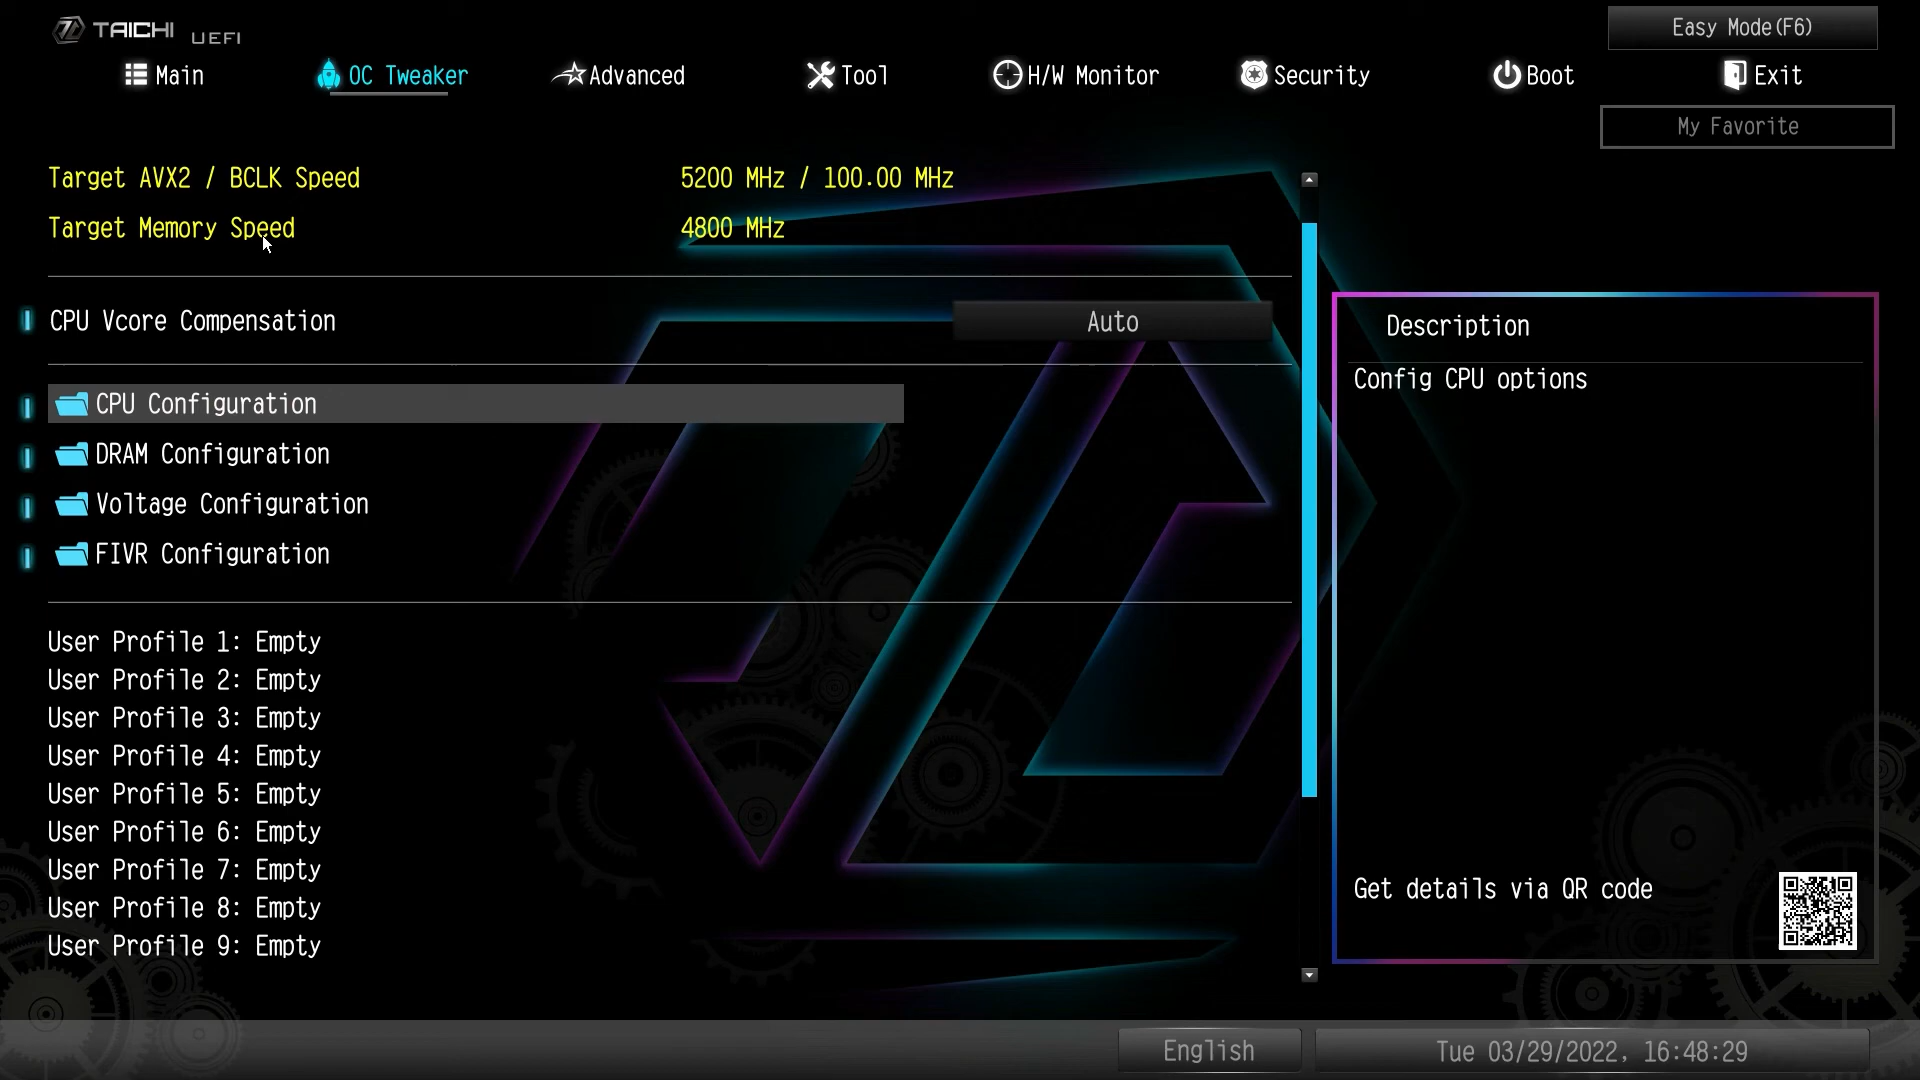 TAICHI UEFI
Easy Mode(F6)
Main
OC Tweaker
Advanced
Tool
H/W Monitor
Security
Boot
Exit
My Favorite
Target AVX2 / BCLK Speed 5200 MHz / 100.00 MHz
Target Memory Speed 4800 MHz
CPU Vcore Compensation Auto
CPU Configuration
DRAM Configuration
Voltage Configuration
FIVR Configuration
User Profile 1: Empty
User Profile 2: Empty
User Profile 3: Empty
User Profile 4: Empty
User Profile 5: Empty
User Profile 6: Empty
User Profile 7: Empty
User Profile 8: Empty
User Profile 9: Empty
Description
Config CPU options
Get details via QR code
English
Tue 03/29/2022, 16:48:29